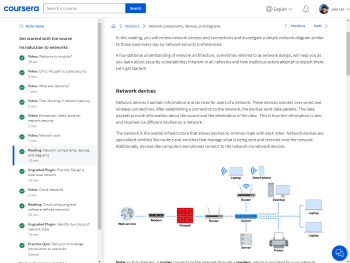 coursera
Search in course
Search
English
Hide menu
Module 1
Network components, devices, and diagrams
Previous
Next
Get started with the course
Introduction to networks
Video: Welcome to module 1
Video: Chris: My path to cybersecurity
Video: What are networks?
Video: Tina: Working in network security
Video: Emmanuel: Useful skills for network security
Video: Network tools
Reading: Network components, devices, and diagrams
Ungraded Plugin: Practice: Design a local area network
Video: Cloud networks
Reading: Cloud computing and software-defined networks
Ungraded Plugin: Identify: Functions of network tools
Practice Quiz: Test your knowledge: Introduction to networks
In this reading, you will review network devices and connections and investigate a simple network diagram similar
to those used every day by network security professionals.
A foundational understanding of network architecture, sometimes referred to as network design, will help you as
you learn about security vulnerabilities inherent in all networks and how malicious actors attempt to exploit them.
Let's get started!
Network devices
Network devices maintain information and services for users of a network. These devices connect over wired and
wireless connections. After establishing a connection to the network, the devices send data packets. The data
packets provide information about the source and the destination of the data. This is how the information is sent
and received via different devices on a network.
The network is the overall infrastructure that allows devices to communicate with each other. Network devices are
specialized vehicles like routers and switches that manage what is being sent and received over the network.
Additionally, devices like computers and phones connect to the network via network devices.
Laptop
Smart phone
Router
Desktop
Laptop
Web service
Modem
Firewall
Router
Switch
Laptop
Server
Printer